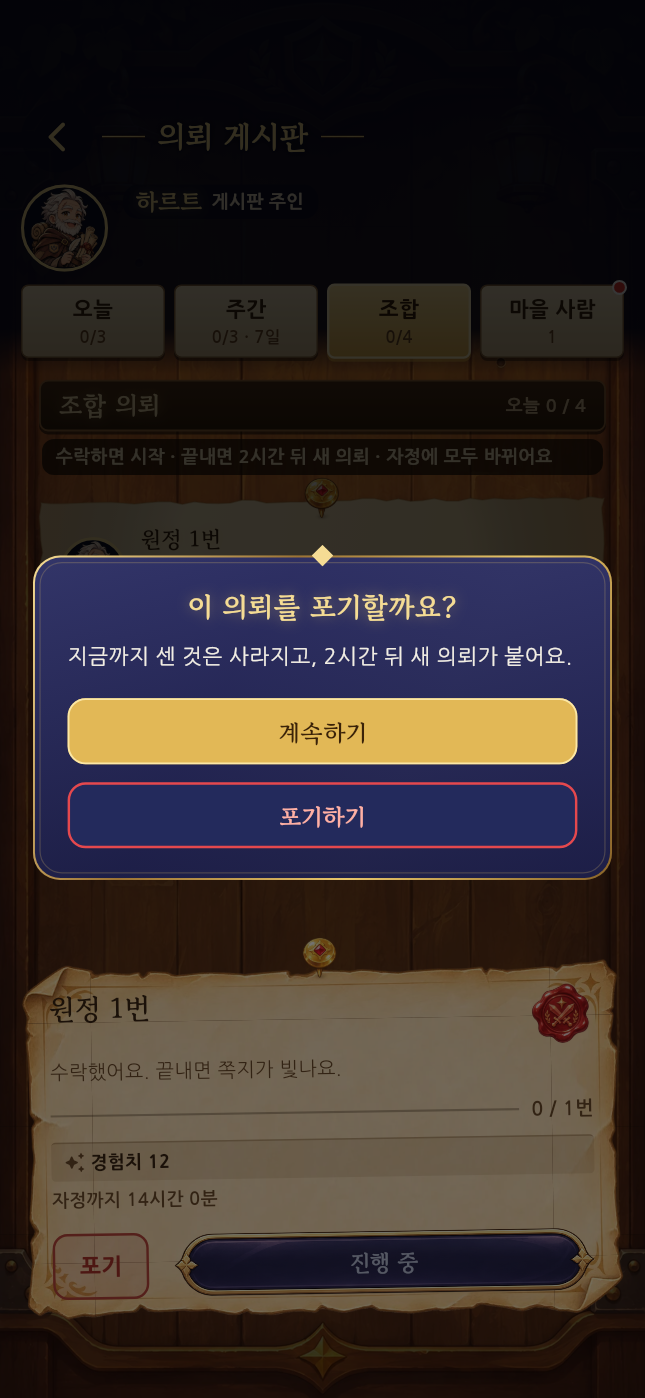 의뢰 게시판
하르트 게시판 주인
오늘
0/3
주간
0/3 · 7일
조합
0/4
마을 사람
1
조합 의뢰
오늘 0 / 4
수락하면 시작 · 끝내면 2시간 뒤 새 의뢰 · 자정에 모두 바뀌어요
원정 1번
이 의뢰를 포기할까요?
지금까지 센 것은 사라지고, 2시간 뒤 새 의뢰가 붙어요.
계속하기
포기하기
원정 1번
수락했어요. 끝내면 쪽지가 빛나요.
0 / 1번
경험치 12
자정까지 14시간 0분
포기
진행 중